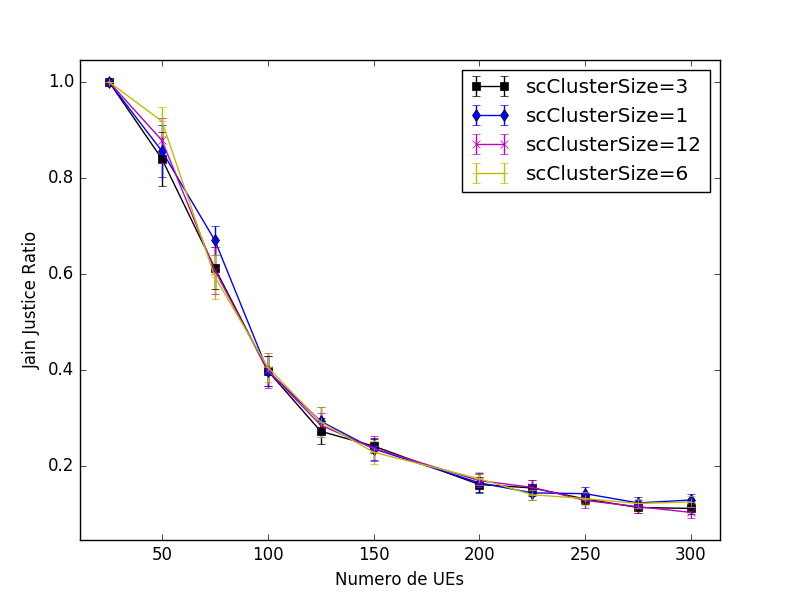 scClusterSize=3
scClusterSize=1
scClusterSize=12
scClusterSize=6
Jain Justice Ratio
1.0
0.8
0.6
0.4
0.2
50 100 150 200 250 300
Numero de UEs